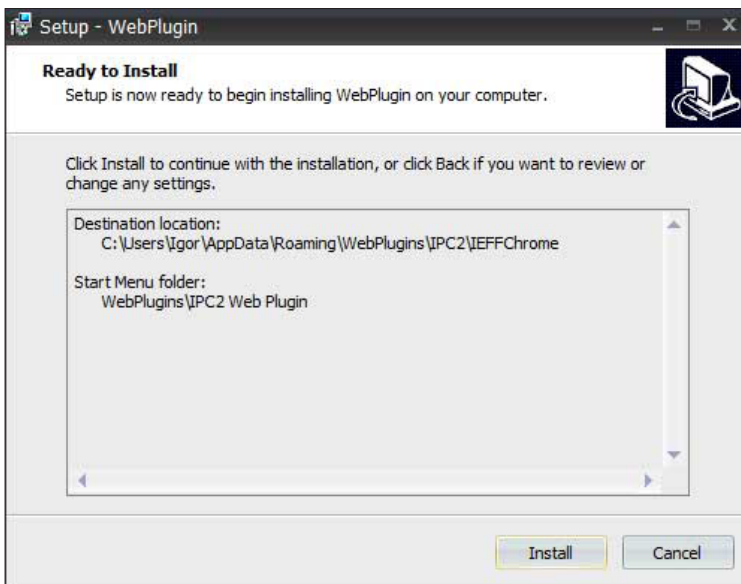 Setup - WebPlugin
Ready to Install
Setup is now ready to begin installing WebPlugin on your computer.
Click Install to continue with the installation, or click Back if you want to review or
change any settings.
Destination location:
C:\Users\Igor\AppData\Roaming\WebPlugins\IPC2\IEFFChrome
Start Menu folder:
WebPlugins\IPC2 Web Plugin
Install
Cancel